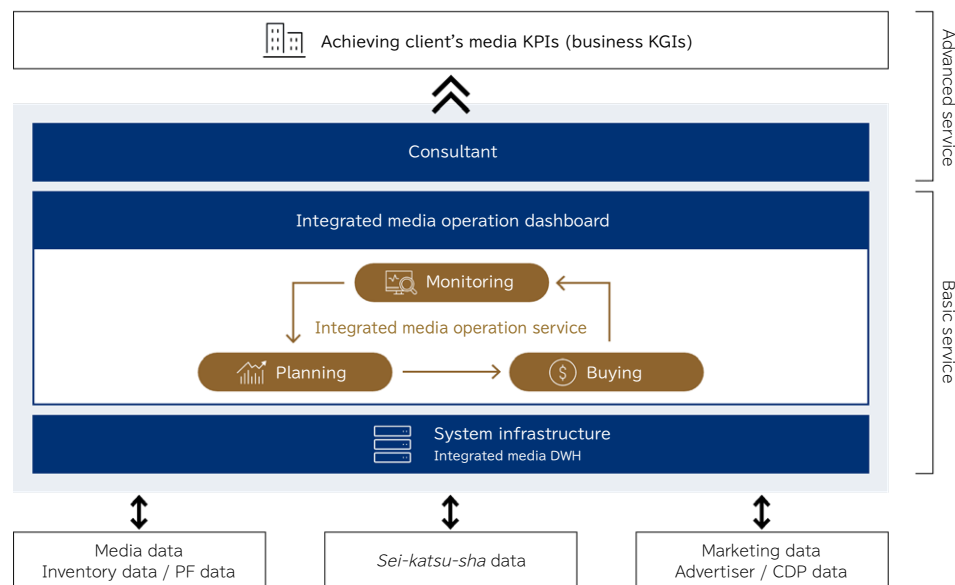 Achieving client's media KPIs (business KGIs)
Advanced service
Consultant
Integrated media operation dashboard
Monitoring
Integrated media operation service
Planning
Buying
Basic service
System infrastructure
Integrated media DWH
Media data
Inventory data / PF data
Sei-katsu-sha data
Marketing data
Advertiser / CDP data